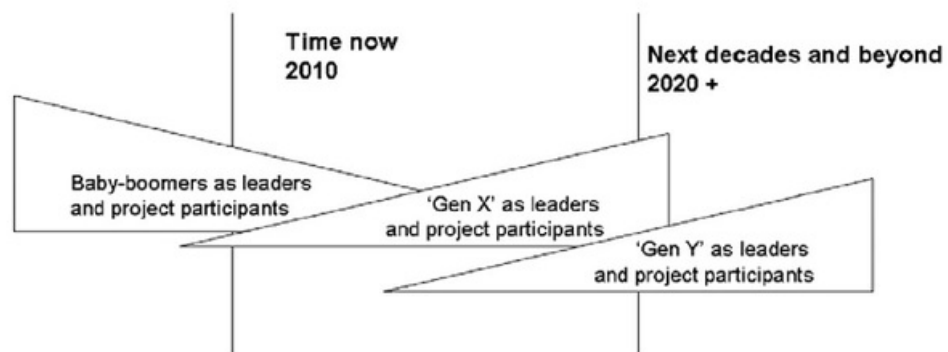 Time now
2010
Next decades and beyond
2020 +
Baby-boomers as leaders
and project participants
‘Gen X’ as leaders
and project participants
‘Gen Y’ as leaders
and project participants